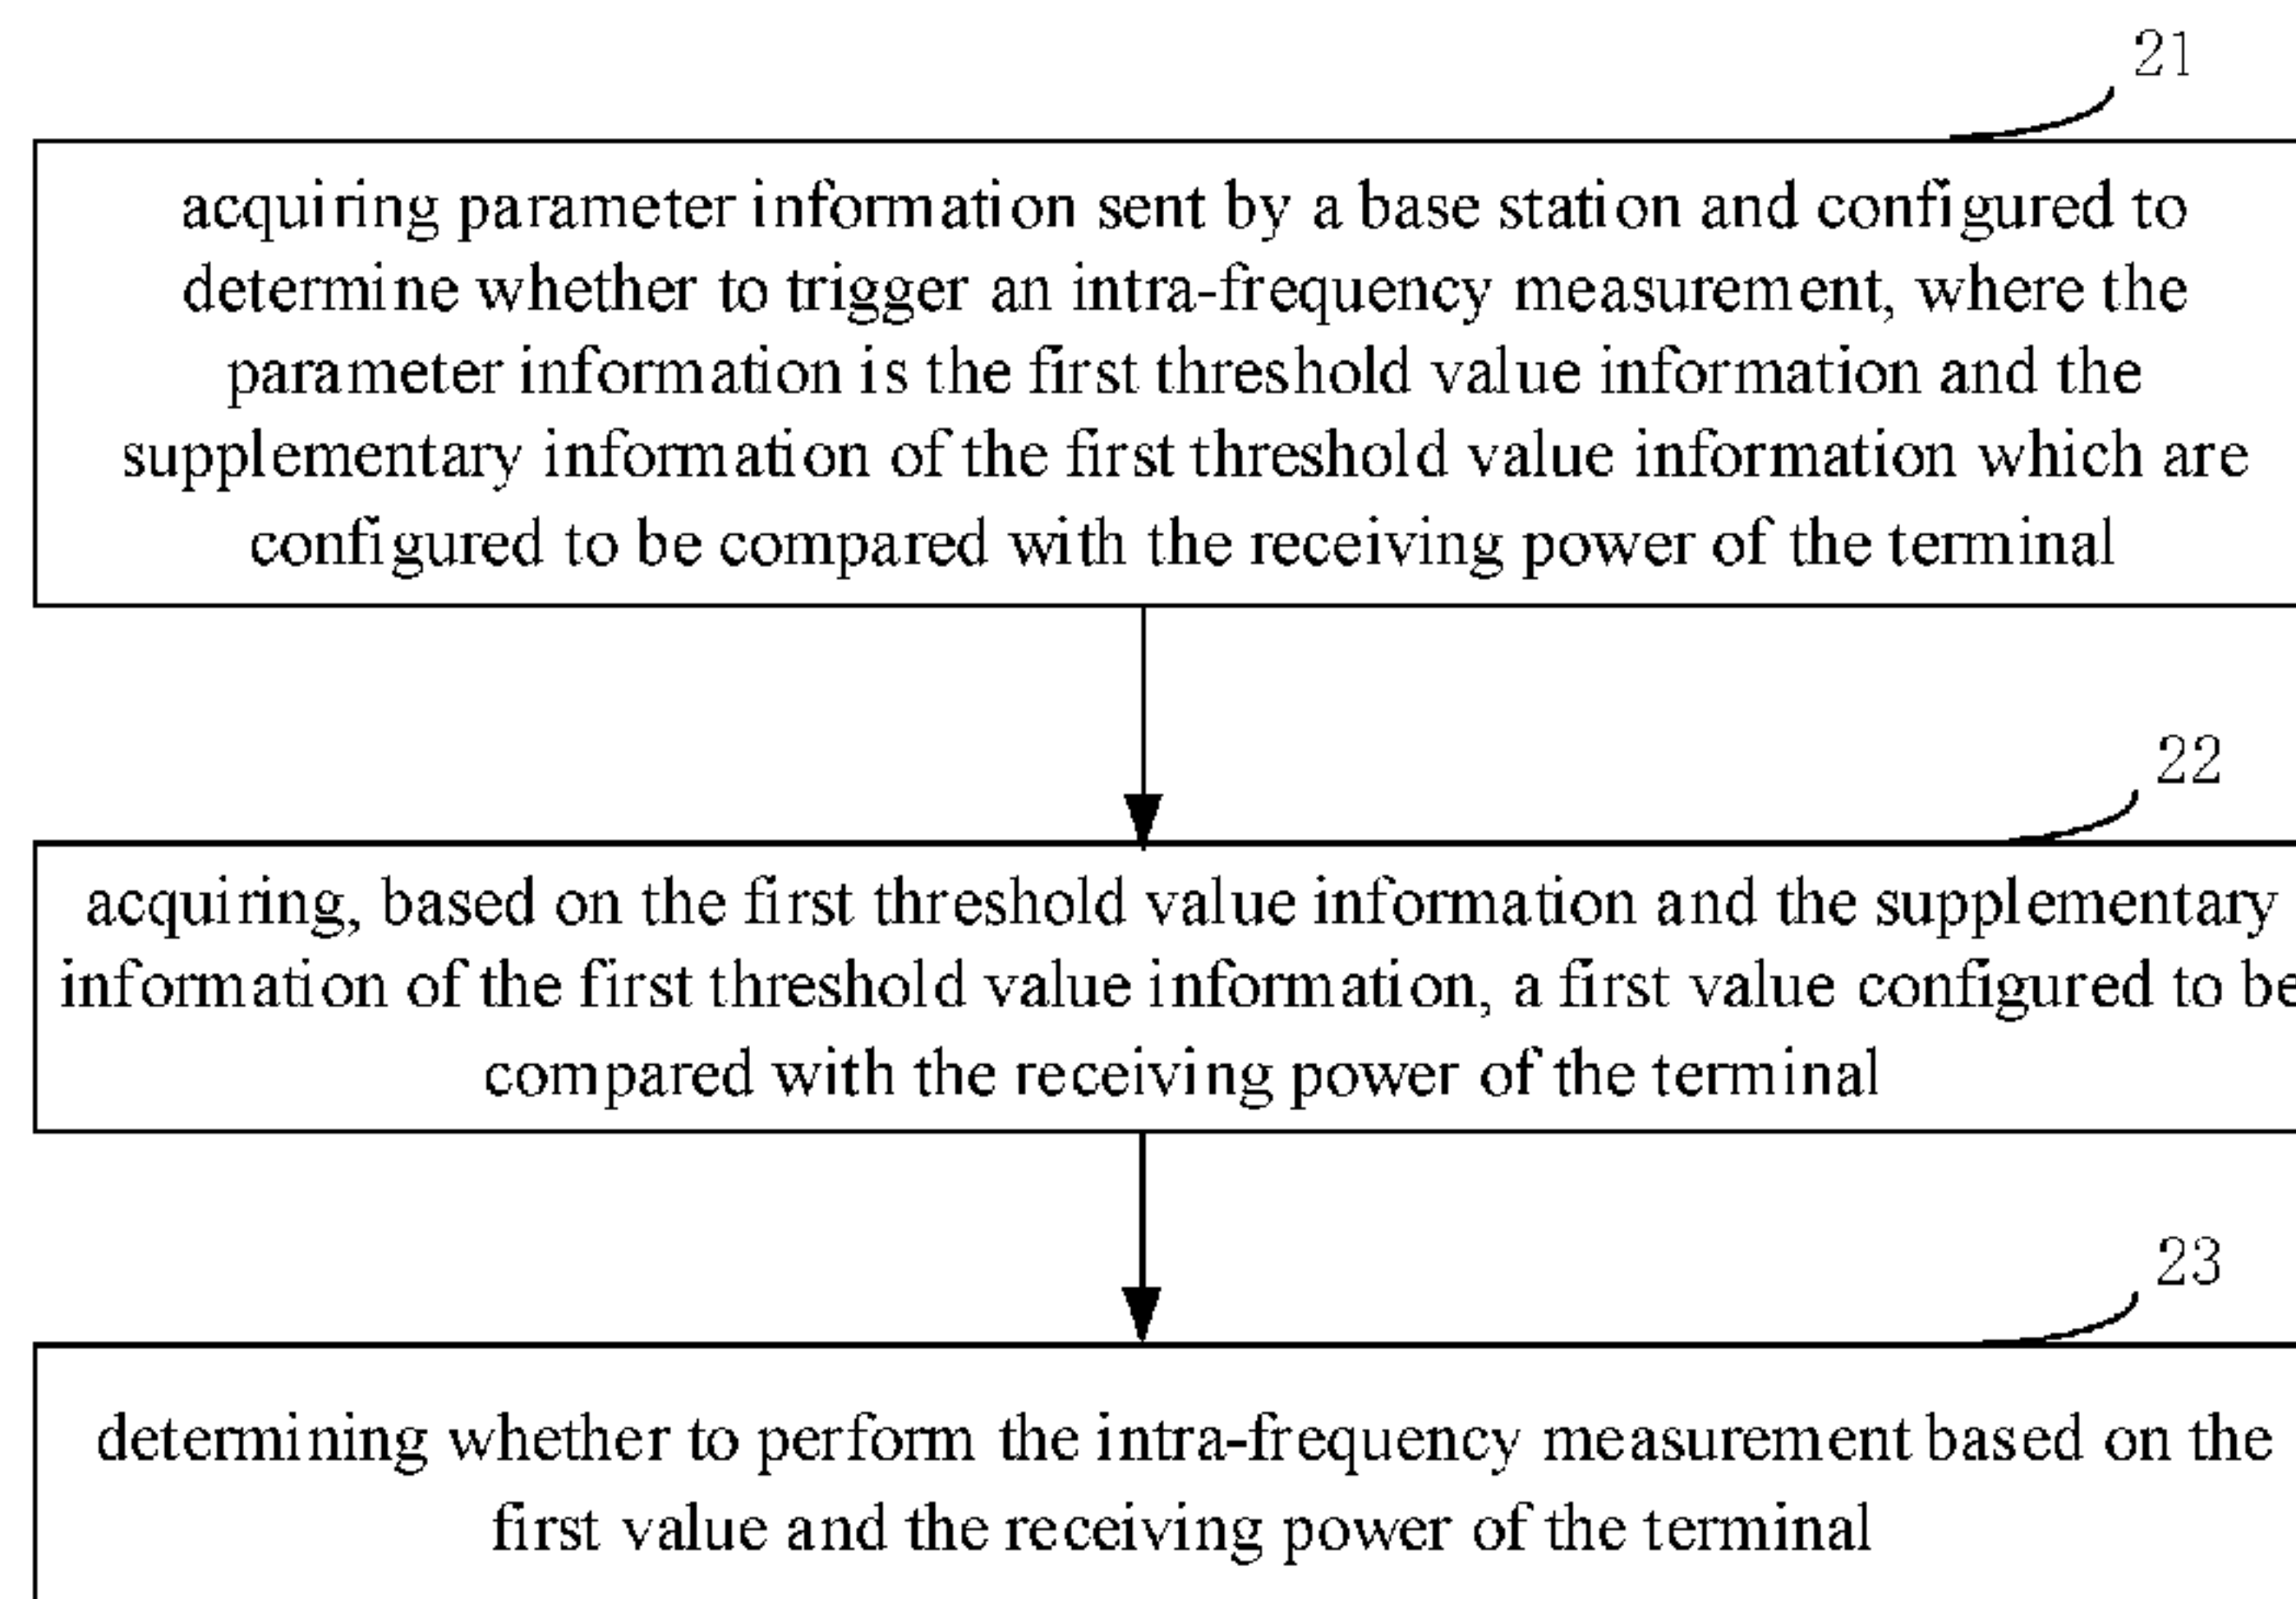 21
acquiring parameter information sent by a base station and configured to
determine whether to trigger an intra-frequency measurement, where the
parameter information is the first threshold value information and the
supplementary information of the first threshold value information which are
configured to be compared with the receiving power of the terminal
22
acquiring, based on the first threshold value information and the supplementary
information of the first threshold value information, a first value configured to be
compared with the receiving power of the terminal
23
determining whether to perform the intra-frequency measurement based on the
first value and the receiving power of the terminal